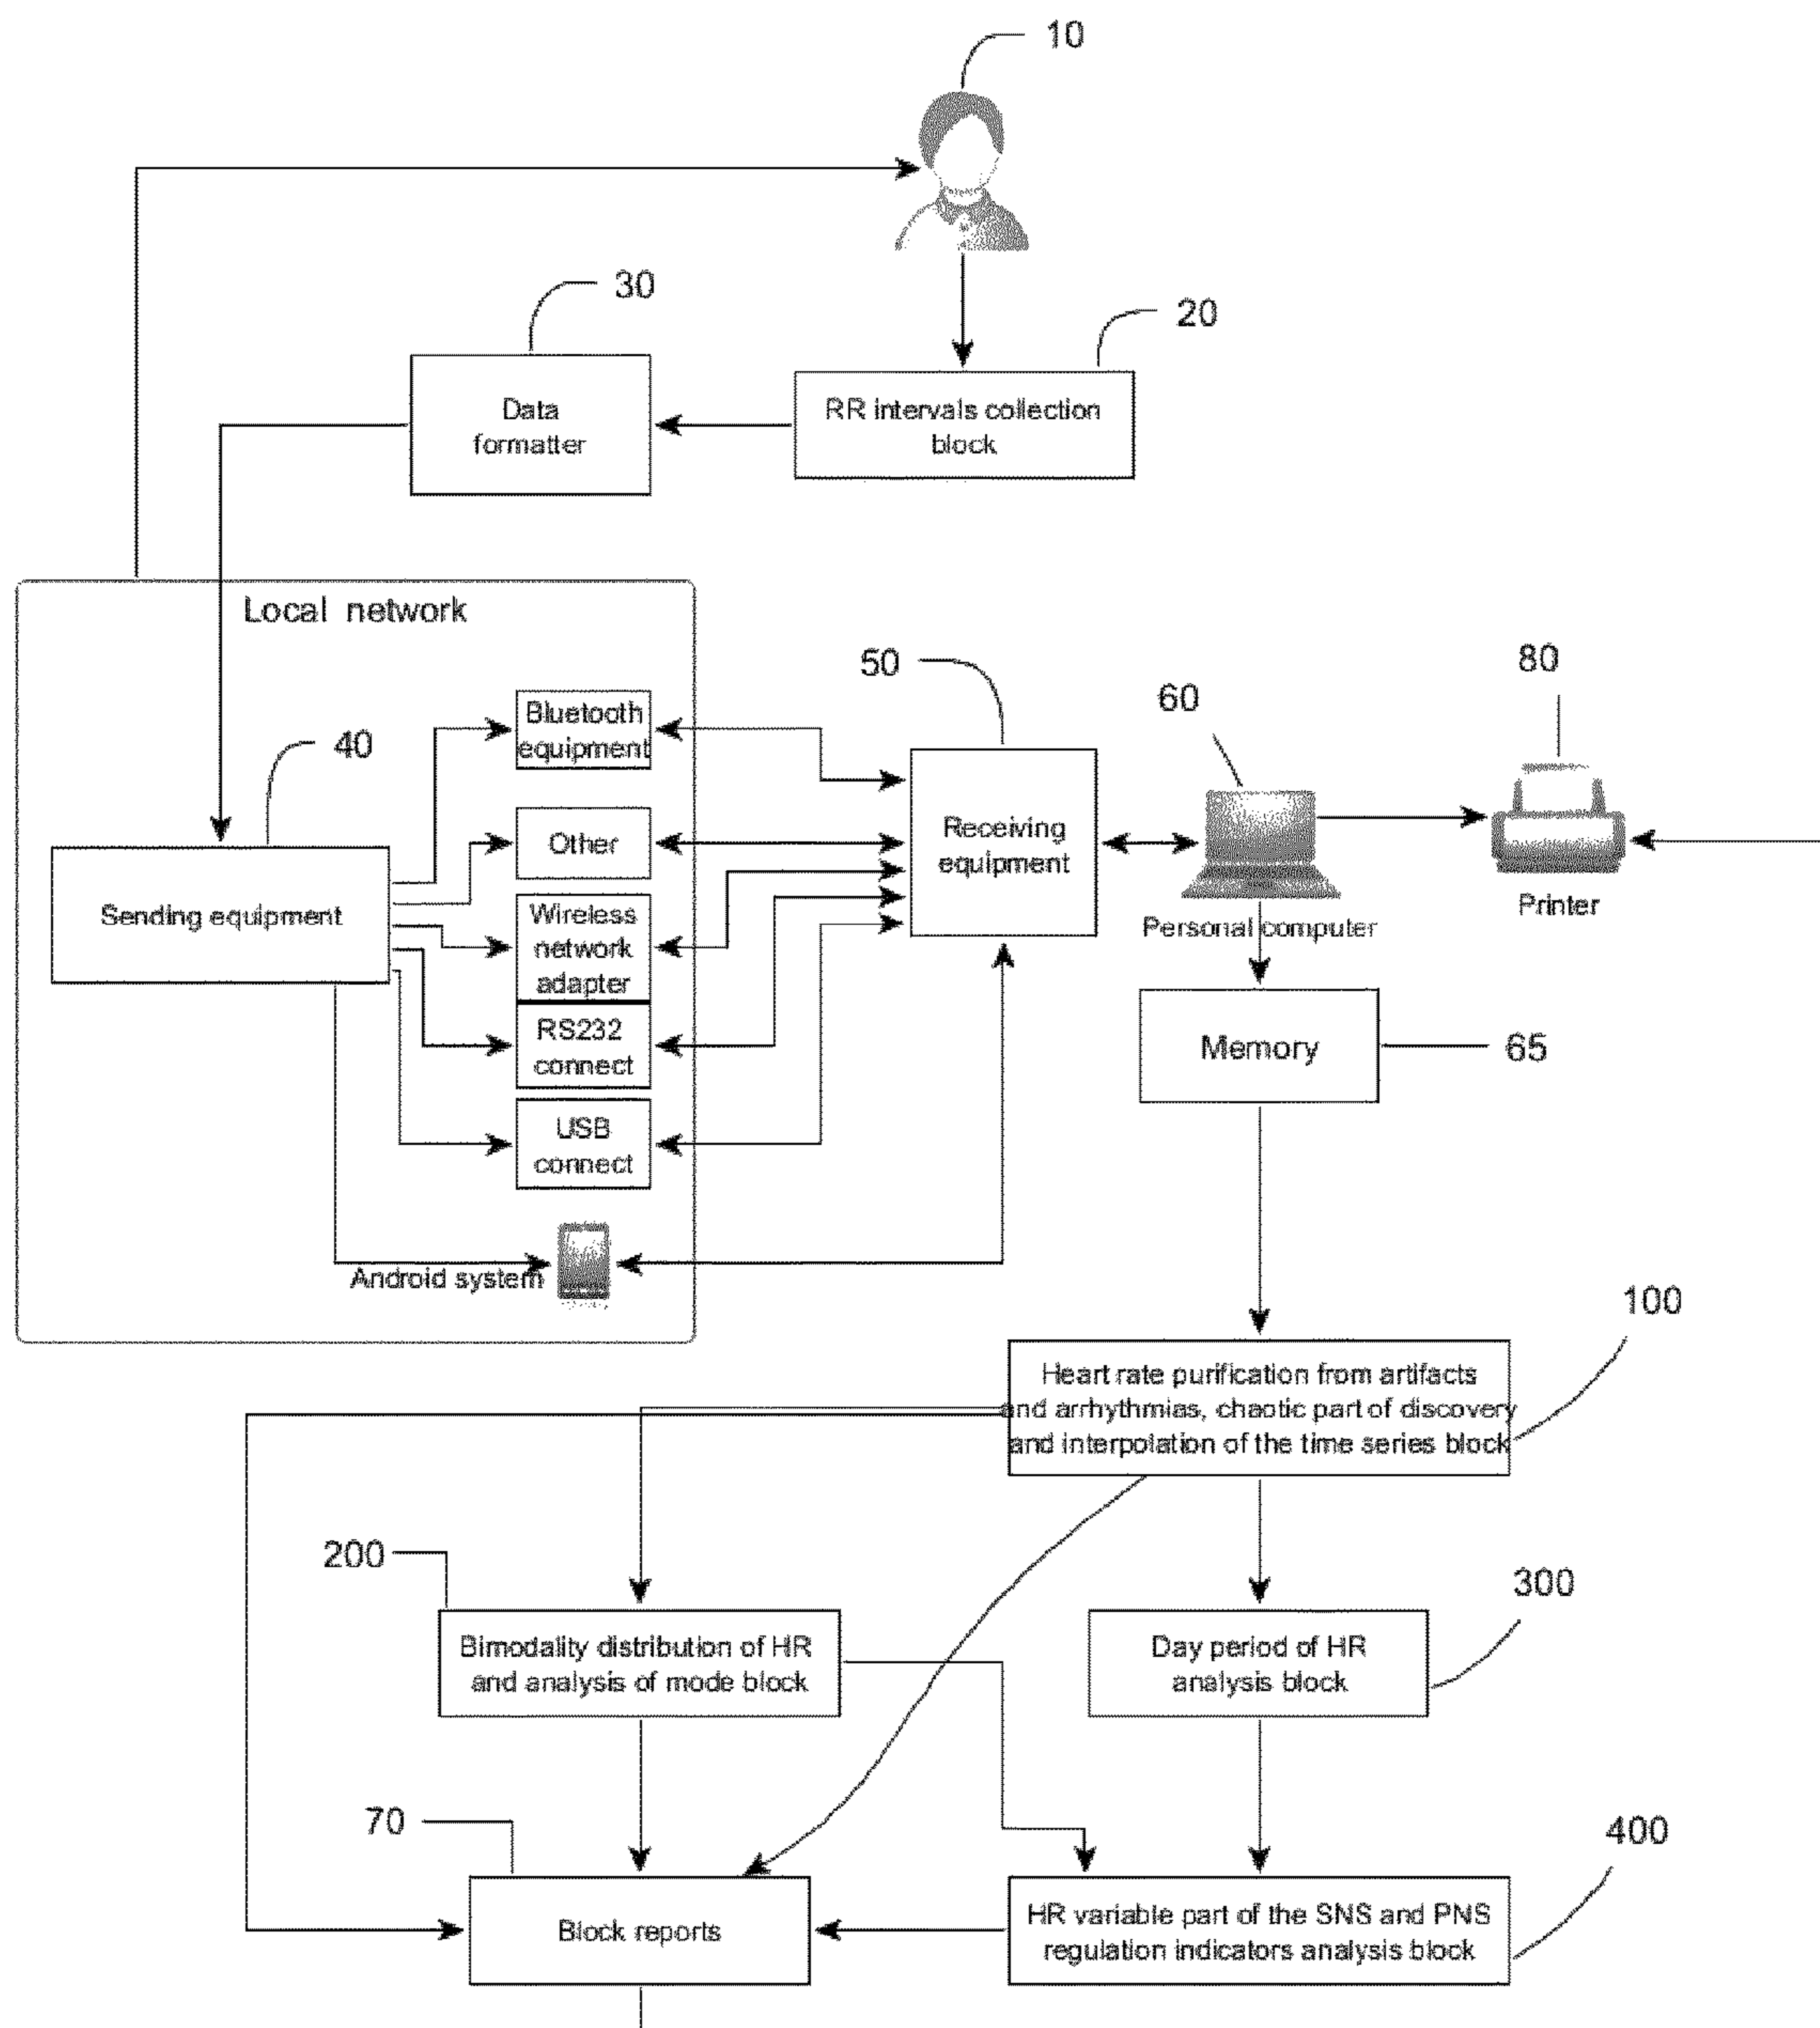 10
30
20
Data
formatter
RR intervals collection
block
Local network
50
80
60
40
Bluetooth
equipment
Other
Receiving
equipment
Sending equipment
Wireless
network
adapter
Personal computer
Printer
RS232
connect
Memory
65
USB
connect
Android system
100
Heart rate purification from artifacts
and arrhythmias, chaotic part of discovery
and interpolation of the time series block
200
300
Bimodality distribution of HR
and analysis of mode block
Day period of HR
analysis block
70
400
Block reports
HR variable part of the SNS and PNS
regulation indicators analysis block